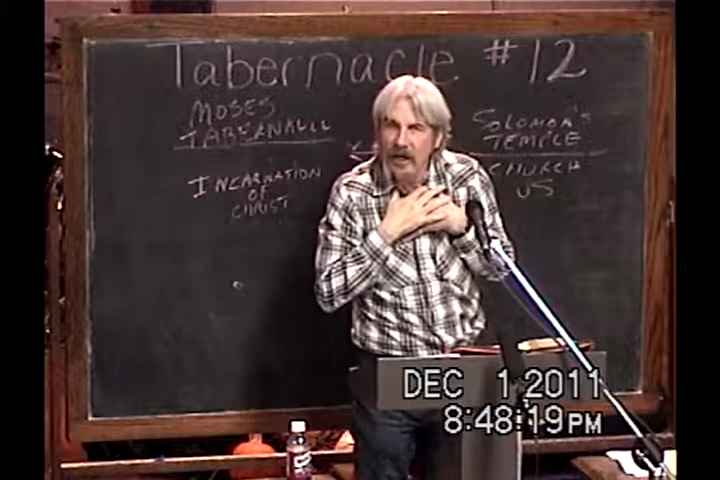 Tabernacle #12
MOSES
TABERNACLE
INCARNATION
OF
CHRIST
SOLOMON'S
TEMPLE
CHURCH
US
DEC 1 2011
8:48:19PM